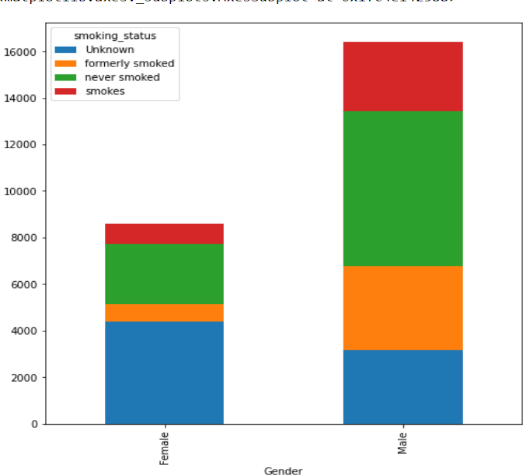 smoking_status
Unknown
formerly smoked
never smoked
smokes
16000
14000
12000
10000
8000
6000
4000
2000
0
Female
Male
Gender